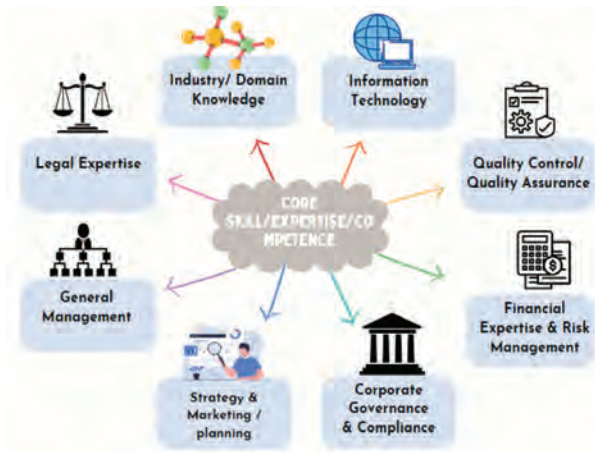 Industry/ Domain
Knowledge
Information
Technology
Legal Expertise
Quality Control/
Quality Assurance
CORE
SKILL/EXPERTISE/CO
MPETENCE
General
Management
Financial
Expertise & Risk
Management
Strategy &
Marketing /
planning
Corporate
Governance
& Compliance